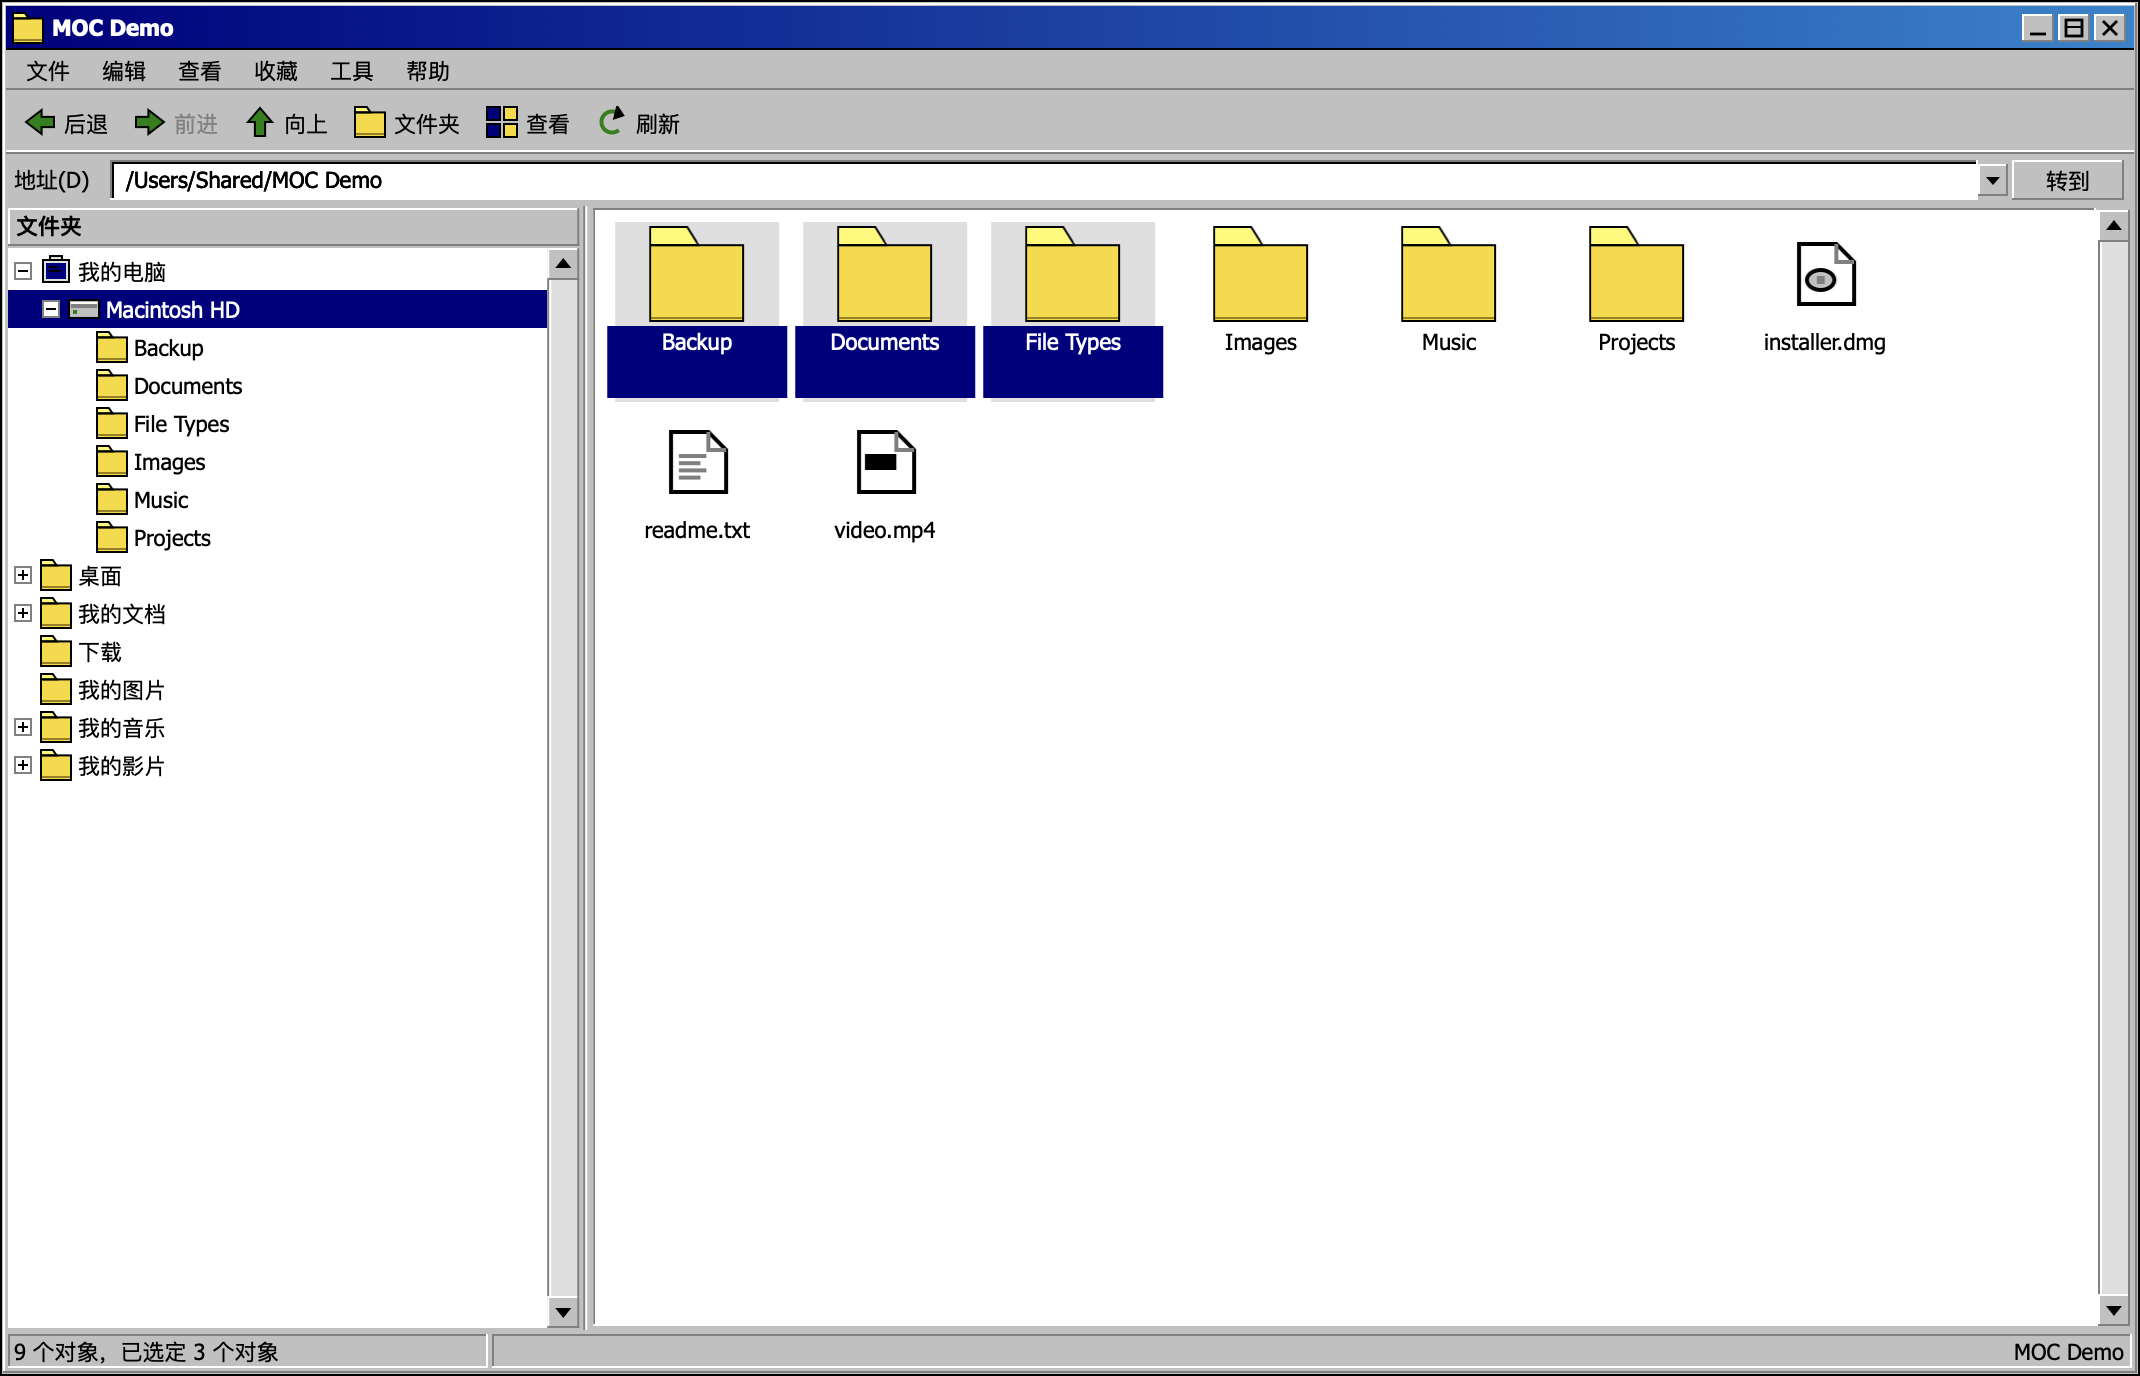 MOC Demo
文件 编辑 查看 收藏 工具 帮助
后退 前进 向上 文件夹 查看 刷新
地址(D) /Users/Shared/MOC Demo 转到
文件夹
我的电脑
Macintosh HD
Backup
Documents
File Types
Images
Music
Projects
桌面
我的文档
下载
我的图片
我的音乐
我的影片
Backup Documents File Types Images Music Projects installer.dmg
readme.txt video.mp4
9 个对象，已选定 3 个对象
MOC Demo